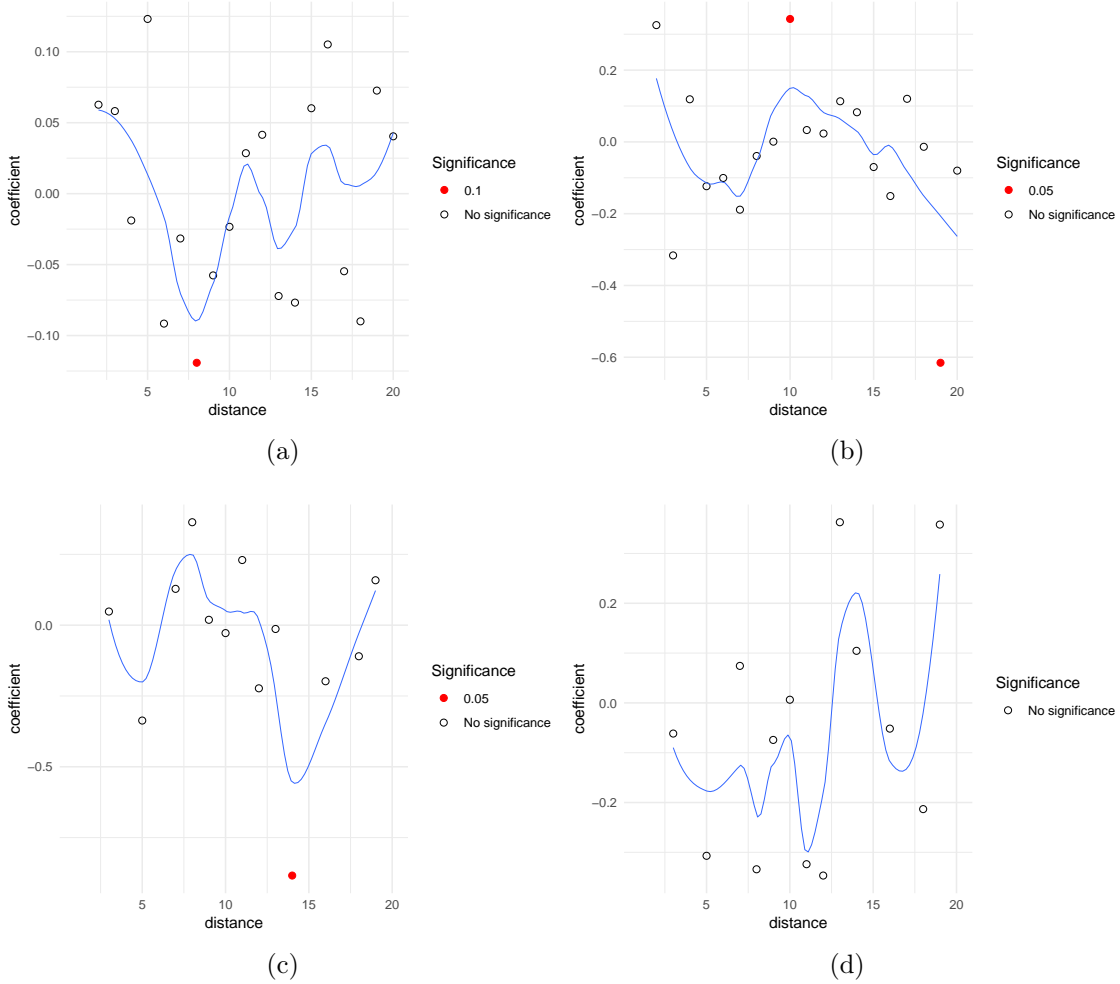 0.10
0.05
0.00
−0.05
−0.10
coefficient
5
10
15
20
distance
Significance
0.1
No significance
(a)
0.2
0.0
−0.2
−0.4
−0.6
coefficient
5
10
15
20
distance
Significance
0.05
No significance
(b)
0.0
−0.5
coefficient
5
10
15
20
distance
Significance
0.05
No significance
(c)
0.2
0.0
−0.2
coefficient
5
10
15
20
distance
Significance
No significance
(d)